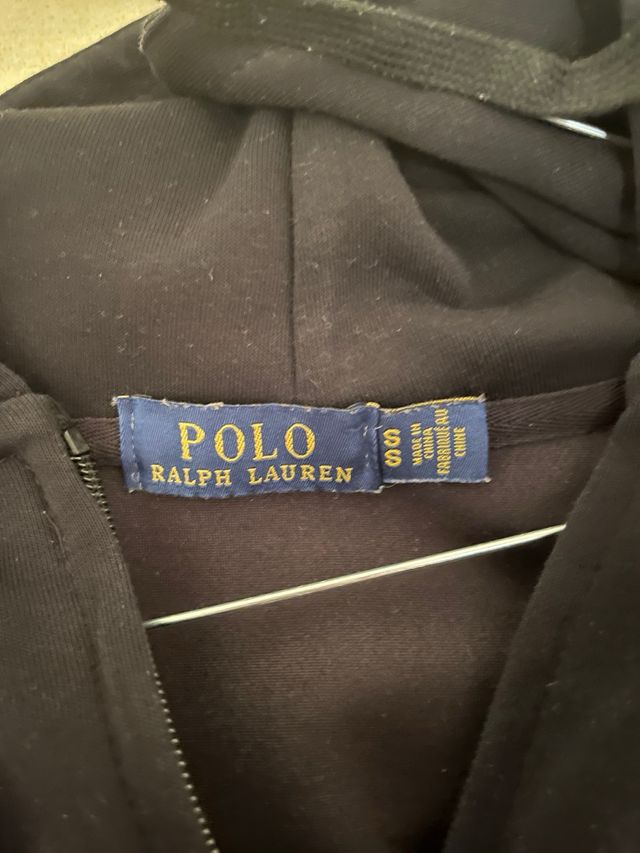 POLO
RALPH LAUREN
S
S
MADE IN
CHINA
FABRIQUÉ AU
CHINE